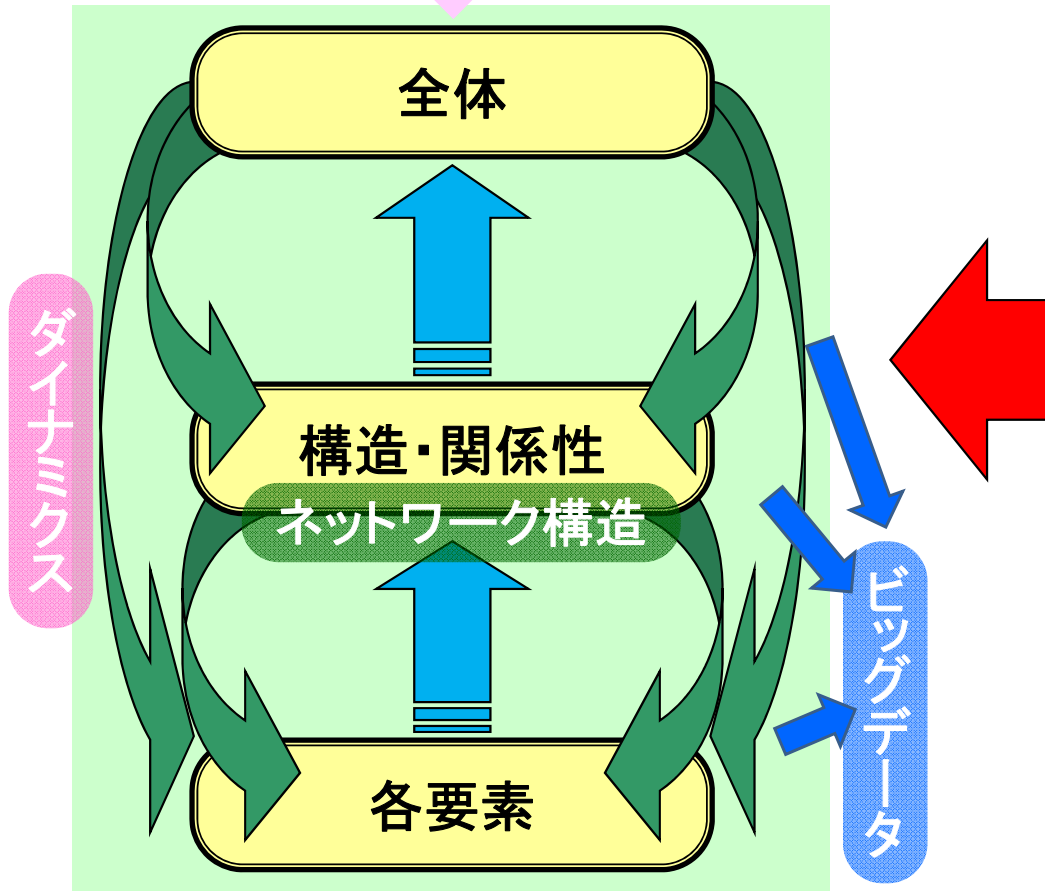 全体
ダイナミクス
構造・関係性
ネットワーク構造
ビッグデータ
各要素